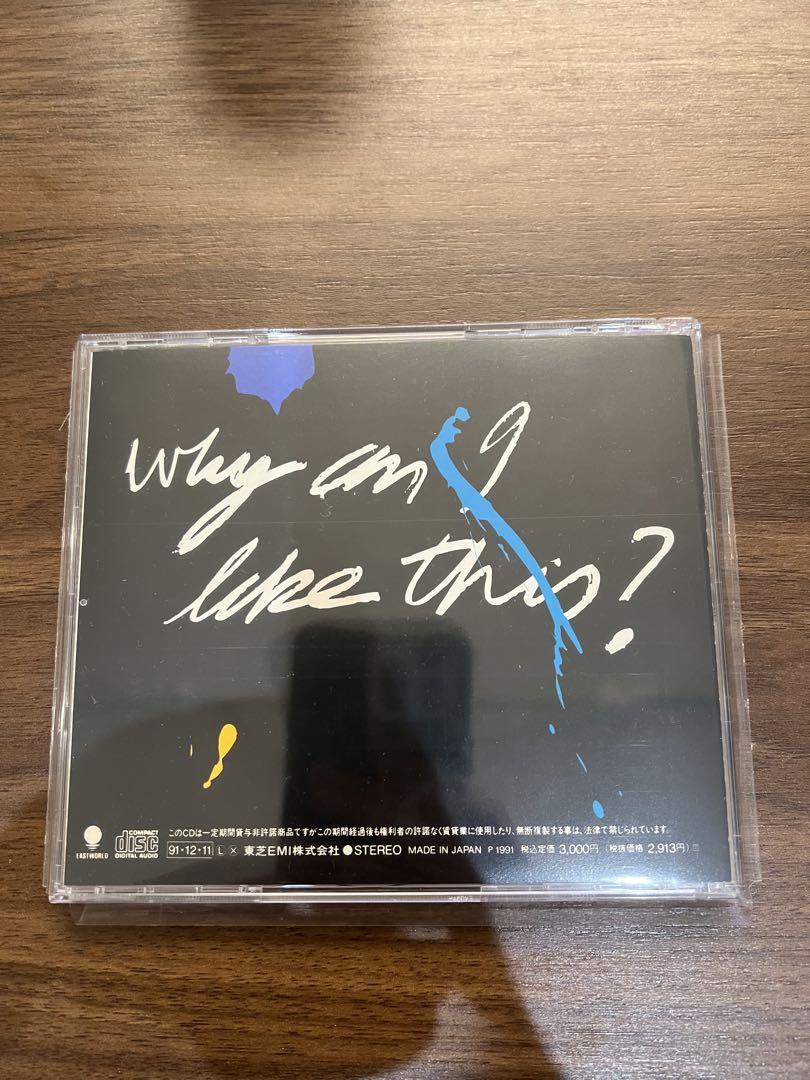 Why am I
like this?
このCDは一定期間貸与非許諾商品ですがこの期間経過後も権利者の許諾なく賃貸業に使用したり、無断複製する事は、法律で禁じられています。
EASTWORLD
COMPACT
disc
DIGITAL AUDIO
91・12・11 L X 東芝EMI株式会社 ●STEREO MADE IN JAPAN P 1991 税込定価 3,000円 (税抜価格 2,913円)